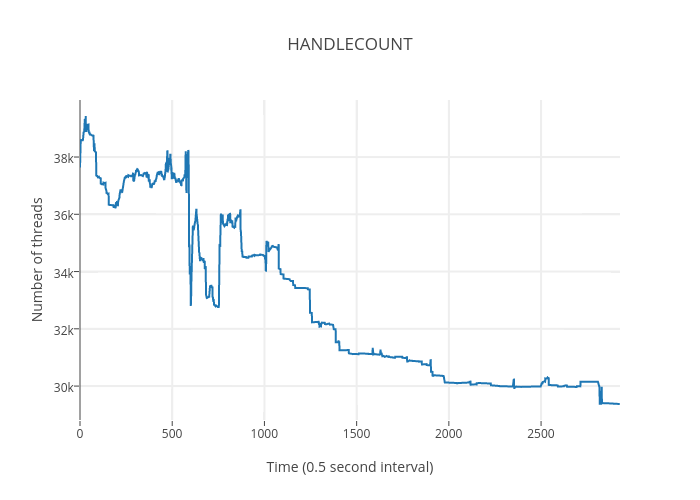 HANDLECOUNT
Number of threads
38k
36k
34k
32k
30k
0 500 1000 1500 2000 2500
Time (0.5 second interval)